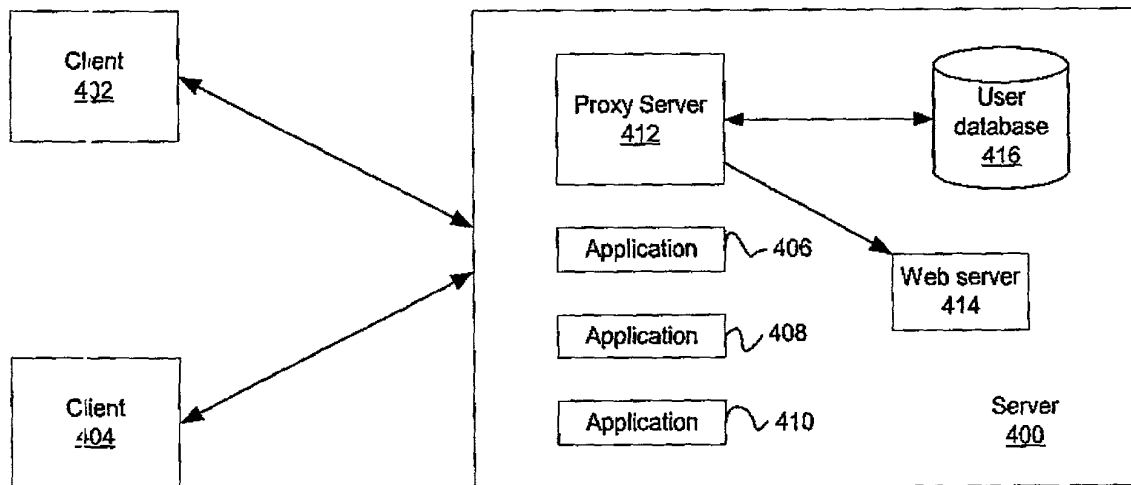 Client
402
Client
404
Proxy Server
412
User
database
416
Application
406
Web server
414
Application
408
Application
410
Server
400